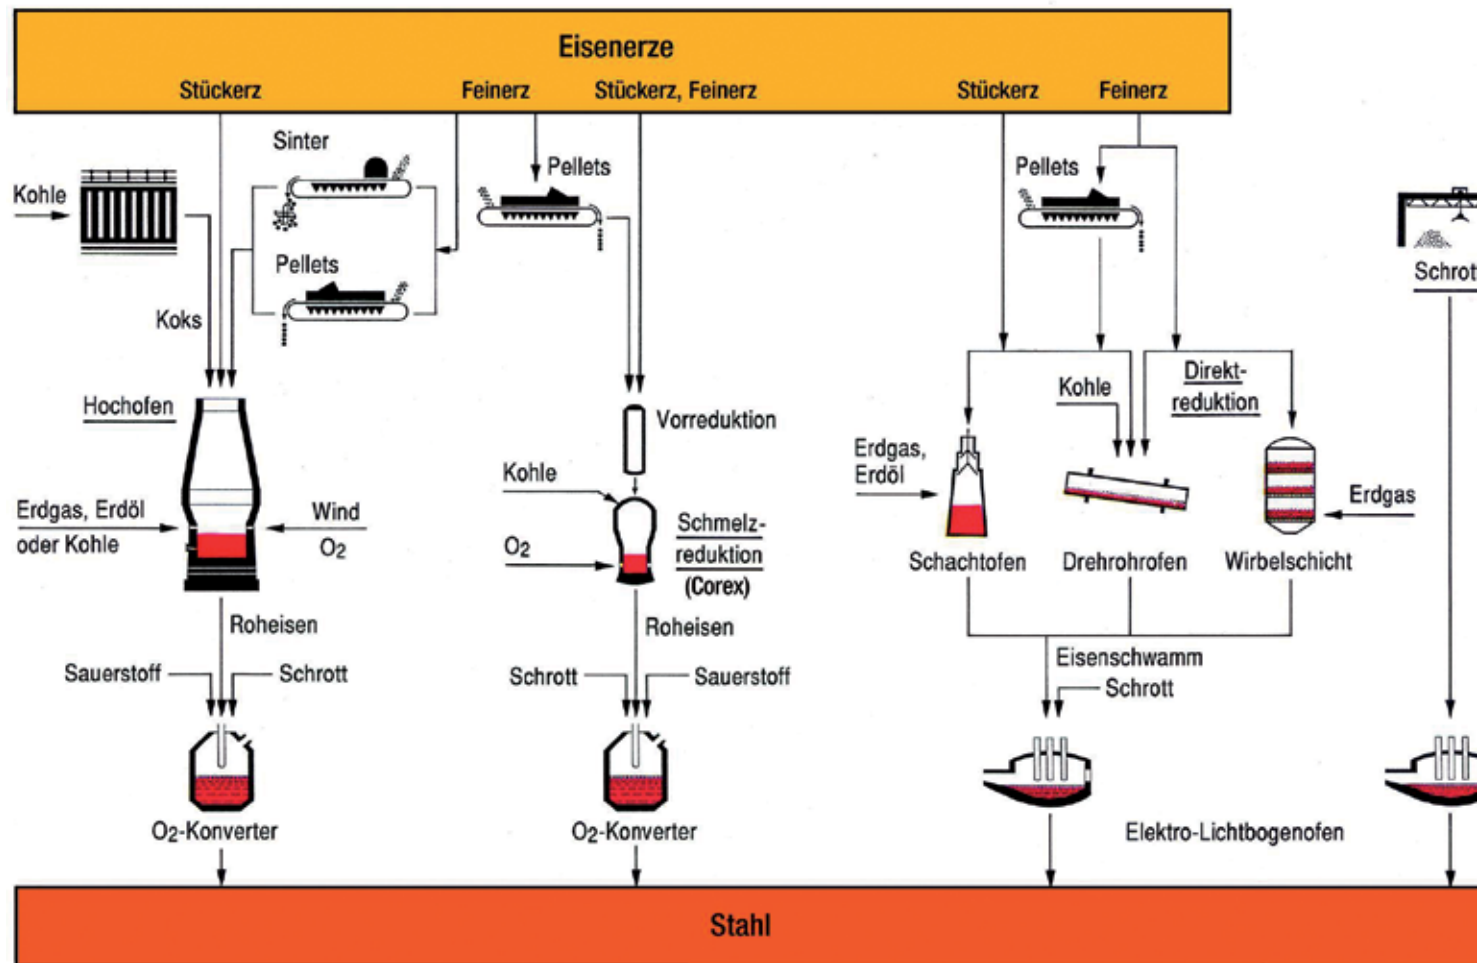 Eisenerze
Stückerz
Feinerz
Stückerz, Feinerz
Stückerz
Feinerz
Sinter
Kohle
Pellets
Pellets
Pellets
Koks
Schrott
Hochofen
Erdgas, Erdöl
oder Kohle
Wind
O2
Vorreduktion
Kohle
O2
Schmelz-
reduktion
(Corex)
Kohle
Direkt-
reduktion
Erdgas,
Erdöl
Erdgas
Schachtofen
Drehrohrofen
Wirbelschicht
Roheisen
Roheisen
Eisenschwamm
Sauerstoff
Schrott
Schrott
Sauerstoff
Schrott
O2-Konverter
O2-Konverter
Elektro-Lichtbogenofen
Stahl